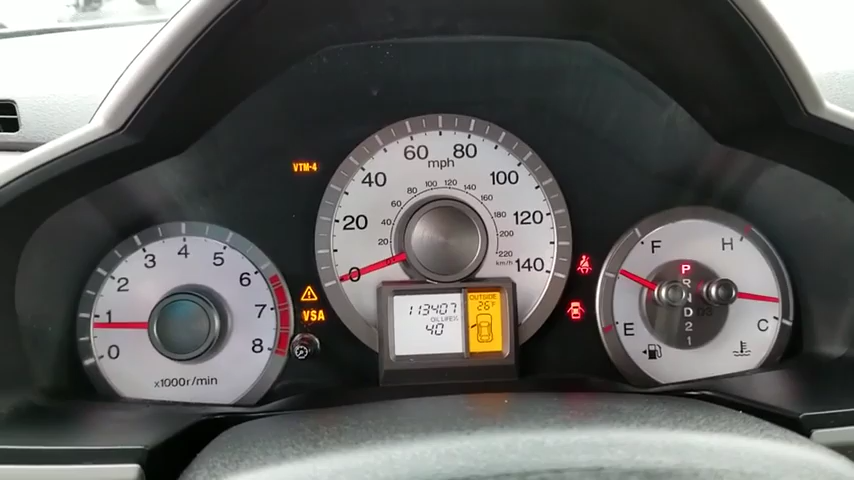 VTM-4
VSA
0 1 2 3 4 5 6 7 8
x1000r/min
0 20 40 60 80 100 120 140
mph
20 40 60 80 100 120 140 160 180 200 220
km/h
113407
OIL LIFE%
40
OUTSIDE
26°F
F
E
P
R
N
D
2
1
D3
H
C